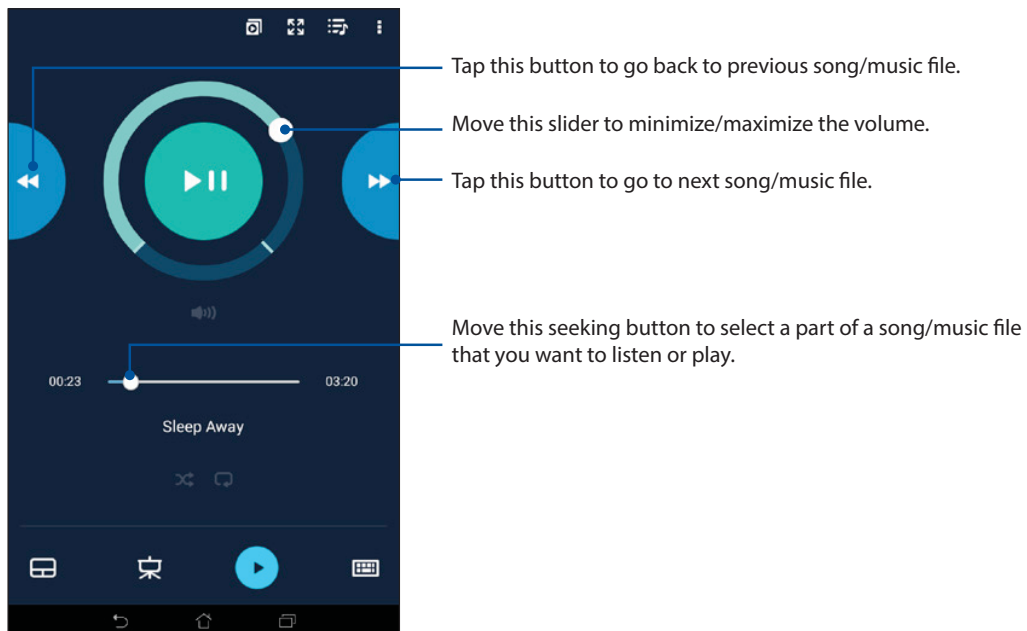 Tap this button to go back to previous song/music file.
Move this slider to minimize/maximize the volume.
Tap this button to go to next song/music file.
Move this seeking button to select a part of a song/music file
that you want to listen or play.
00:23
03:20
Sleep Away